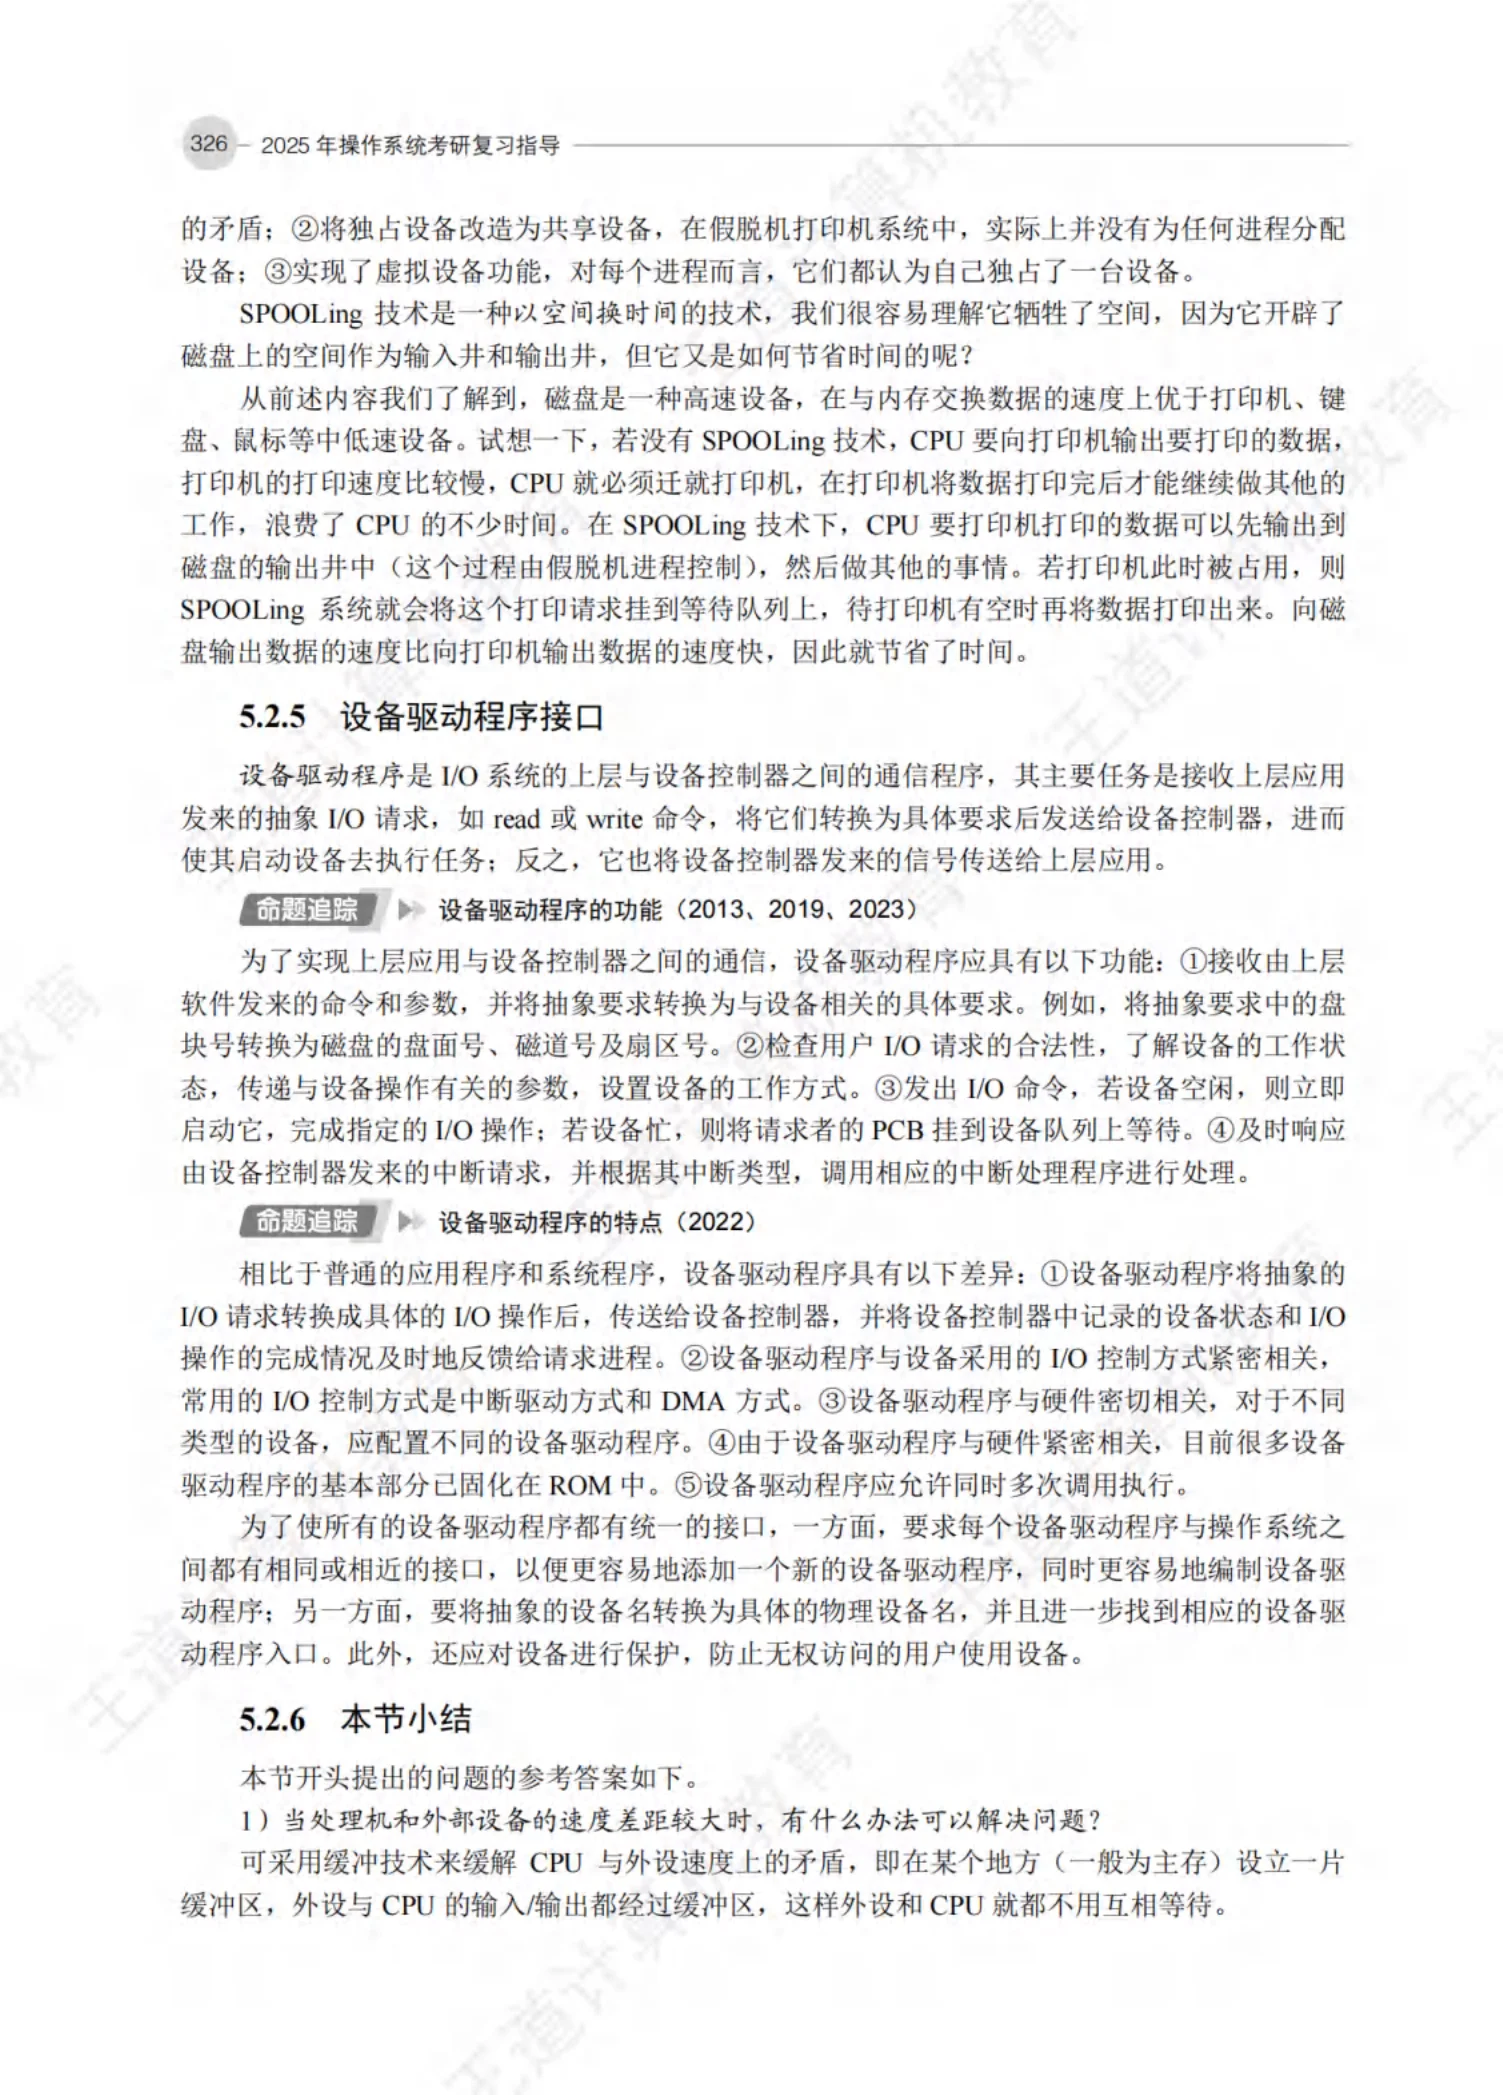 326 2025 年操作系统考研复习指导
的矛盾；②将独占设备改造为共享设备，在假脱机打印机系统中，实际上并没有为任何进程分配
设备；③实现了虚拟设备功能，对每个进程而言，它们都认为自己独占了一台设备。
SPOOLing 技术是一种以空间换时间的技术，我们很容易理解它牺牲了空间，因为它开辟了
磁盘上的空间作为输入井和输出井，但它又是如何节省时间的呢？
从前述内容我们了解到，磁盘是一种高速设备，在与内存交换数据的速度上优于打印机、键
盘、鼠标等中低速设备。试想一下，若没有 SPOOLing 技术，CPU 要向打印机输出要打印的数据，
打印机的打印速度比较慢，CPU 就必须迁就打印机，在打印机将数据打印完后才能继续做其他的
工作，浪费了 CPU 的不少时间。在 SPOOLing 技术下，CPU 要打印机打印的数据可以先输出到
磁盘的输出井中（这个过程由假脱机进程控制），然后做其他的事情。若打印机此时被占用，则
SPOOLing 系统就会将这个打印请求挂到等待队列上，待打印机有空时再将数据打印出来。向磁
盘输出数据的速度比向打印机输出数据的速度快，因此就节省了时间。
5.2.5 设备驱动程序接口
设备驱动程序是 I/O 系统的上层与设备控制器之间的通信程序，其主要任务是接收上层应用
发来的抽象 I/O 请求，如 read 或 write 命令，将它们转换为具体要求后发送给设备控制器，进而
使其启动设备去执行任务；反之，它也将设备控制器发来的信号传送给上层应用。
命题追踪 设备驱动程序的功能（2013、2019、2023）
为了实现上层应用与设备控制器之间的通信，设备驱动程序应具有以下功能：①接收由上层
软件发来的命令和参数，并将抽象要求转换为与设备相关的具体要求。例如，将抽象要求中的盘
块号转换为磁盘的盘面号、磁道号及扇区号。②检查用户 I/O 请求的合法性，了解设备的工作状
态，传递与设备操作有关的参数，设置设备的工作方式。③发出 I/O 命令，若设备空闲，则立即
启动它，完成指定的 I/O 操作；若设备忙，则将请求者的 PCB 挂到设备队列上等待。④及时响应
由设备控制器发来的中断请求，并根据其中断类型，调用相应的中断处理程序进行处理。
命题追踪 设备驱动程序的特点（2022）
相比于普通的应用程序和系统程序，设备驱动程序具有以下差异：①设备驱动程序将抽象的
I/O 请求转换成具体的 I/O 操作后，传送给设备控制器，并将设备控制器中记录的设备状态和 I/O
操作的完成情况及时地反馈给请求进程。②设备驱动程序与设备采用的 I/O 控制方式紧密相关，
常用的 I/O 控制方式是中断驱动方式和 DMA 方式。③设备驱动程序与硬件密切相关，对于不同
类型的设备，应配置不同的设备驱动程序。④由于设备驱动程序与硬件紧密相关，目前很多设备
驱动程序的基本部分已固化在 ROM 中。⑤设备驱动程序应允许同时多次调用执行。
为了使所有的设备驱动程序都有统一的接口，一方面，要求每个设备驱动程序与操作系统之
间都有相同或相近的接口，以便更容易地添加一个新的设备驱动程序，同时更容易地编制设备驱
动程序；另一方面，要将抽象的设备名转换为具体的物理设备名，并且进一步找到相应的设备驱
动程序入口。此外，还应对设备进行保护，防止无权访问的用户使用设备。
5.2.6 本节小结
本节开头提出的问题的参考答案如下。
1）当处理机和外部设备的速度差距较大时，有什么办法可以解决问题？
可采用缓冲技术来缓解 CPU 与外设速度上的矛盾，即在某个地方（一般为主存）设立一片
缓冲区，外设与 CPU 的输入/输出都经过缓冲区，这样外设和 CPU 就都不用互相等待。